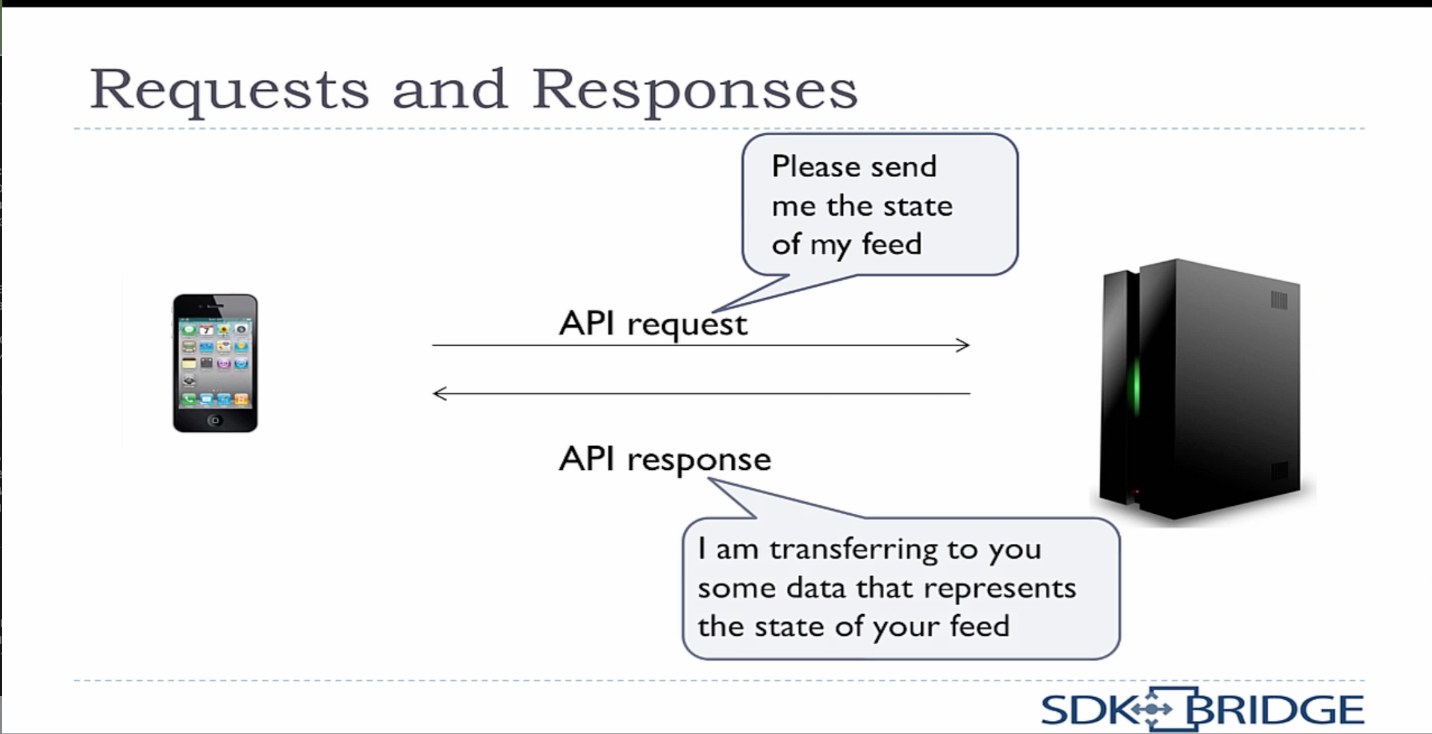 Requests and Responses
Please send
me the state
of my feed
API request
API response
I am transferring to you
some data that represents
the state of your feed
SDK BRIDGE